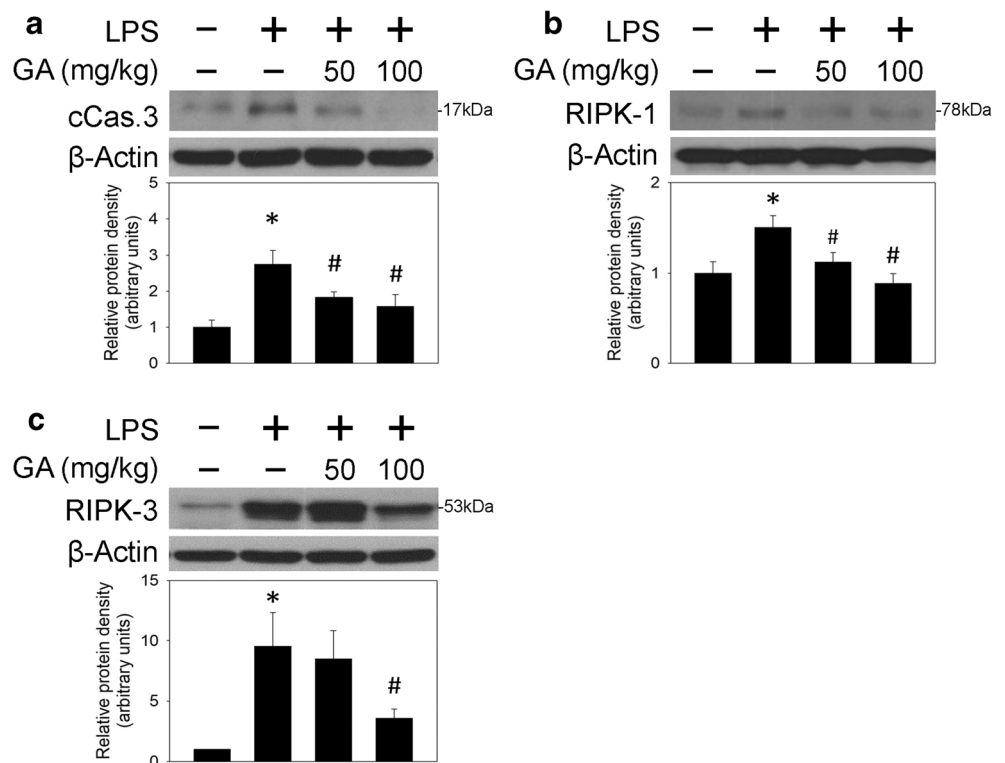 a
LPS − + + +
GA (mg/kg) − − 50 100
cCas.3 -17kDa
β-Actin
Relative protein density
(arbitrary units)
5
4
3
2
1
0
*
#
#
b
LPS − + + +
GA (mg/kg) − − 50 100
RIPK-1 -78kDa
β-Actin
Relative protein density
(arbitrary units)
2
1
0
*
#
#
c
LPS − + + +
GA (mg/kg) − − 50 100
RIPK-3 -53kDa
β-Actin
Relative protein density
(arbitrary units)
15
10
5
0
*
#